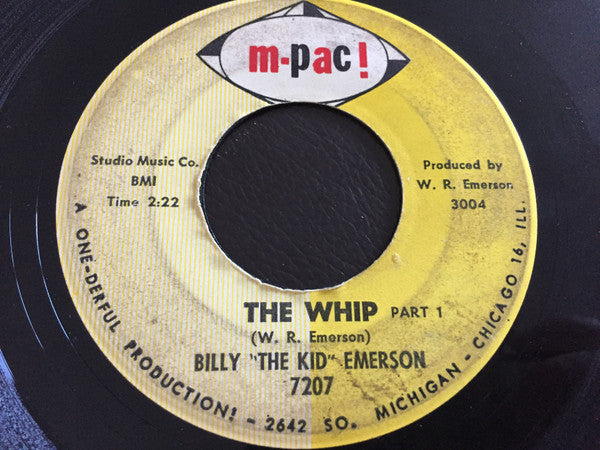 m-pac!
Studio Music Co.
BMI
Time 2:22
Produced by
W. R. Emerson
3004
THE WHIP PART 1
(W. R. Emerson)
BILLY "THE KID" EMERSON
7207
A ONE-DERFUL PRODUCTION! - 2642 SO. MICHIGAN - CHICAGO 16, ILL.